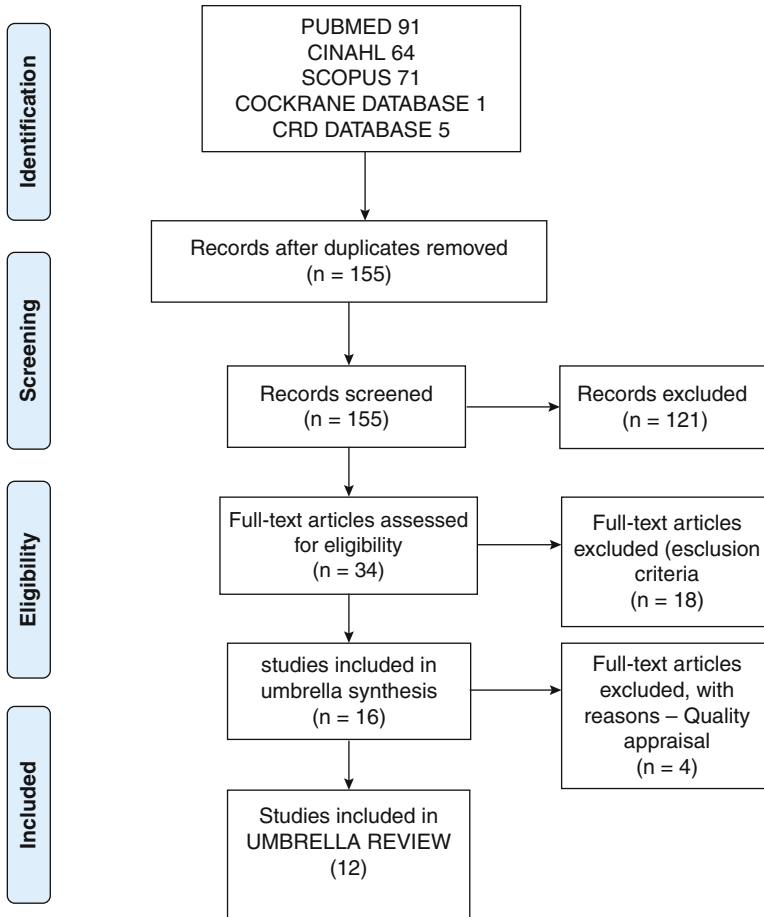 Identification
PUBMED 91
CINAHL 64
SCOPUS 71
COCKRANE DATABASE 1
CRD DATABASE 5
Records after duplicates removed
(n = 155)
Screening
Records screened
(n = 155)
Records excluded
(n = 121)
Eligibility
Full-text articles assessed
for eligibility
(n = 34)
Full-text articles
excluded (esclusion
criteria
(n = 18)
studies included in
umbrella synthesis
(n = 16)
Full-text articles
excluded, with
reasons – Quality
appraisal
(n = 4)
Included
Studies included in
UMBRELLA REVIEW
(12)